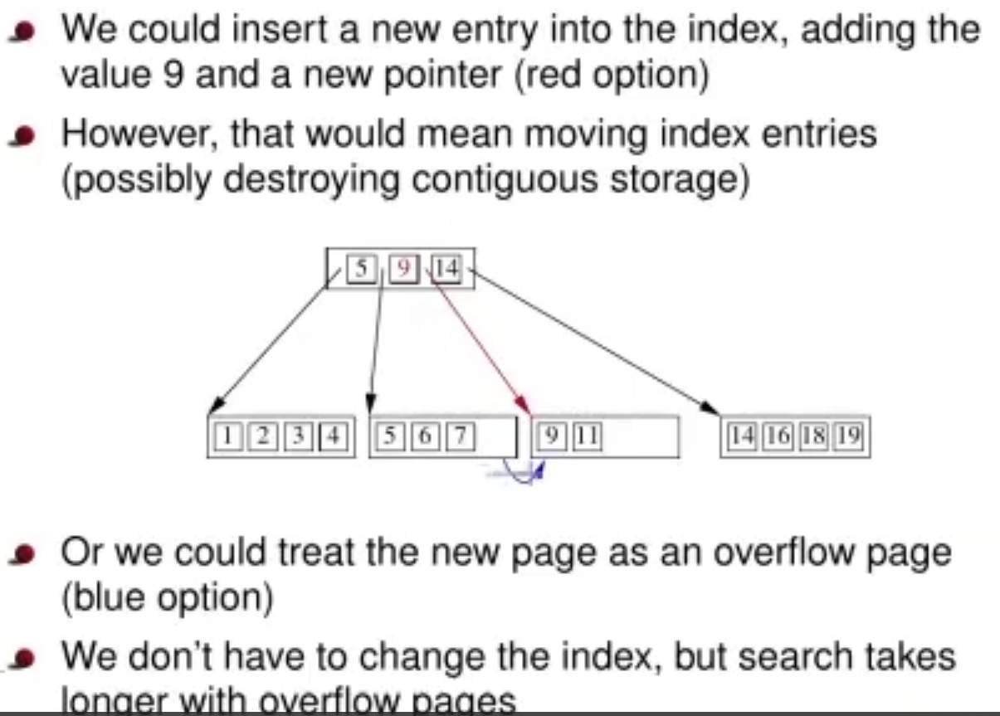 We could insert a new entry into the index, adding the
value 9 and a new pointer (red option)
However, that would mean moving index entries
(possibly destroying contiguous storage)
5 9 14
1 2 3 4 5 6 7 9 11 14 16 18 19
Or we could treat the new page as an overflow page
(blue option)
We don't have to change the index, but search takes
longer with overflow pages